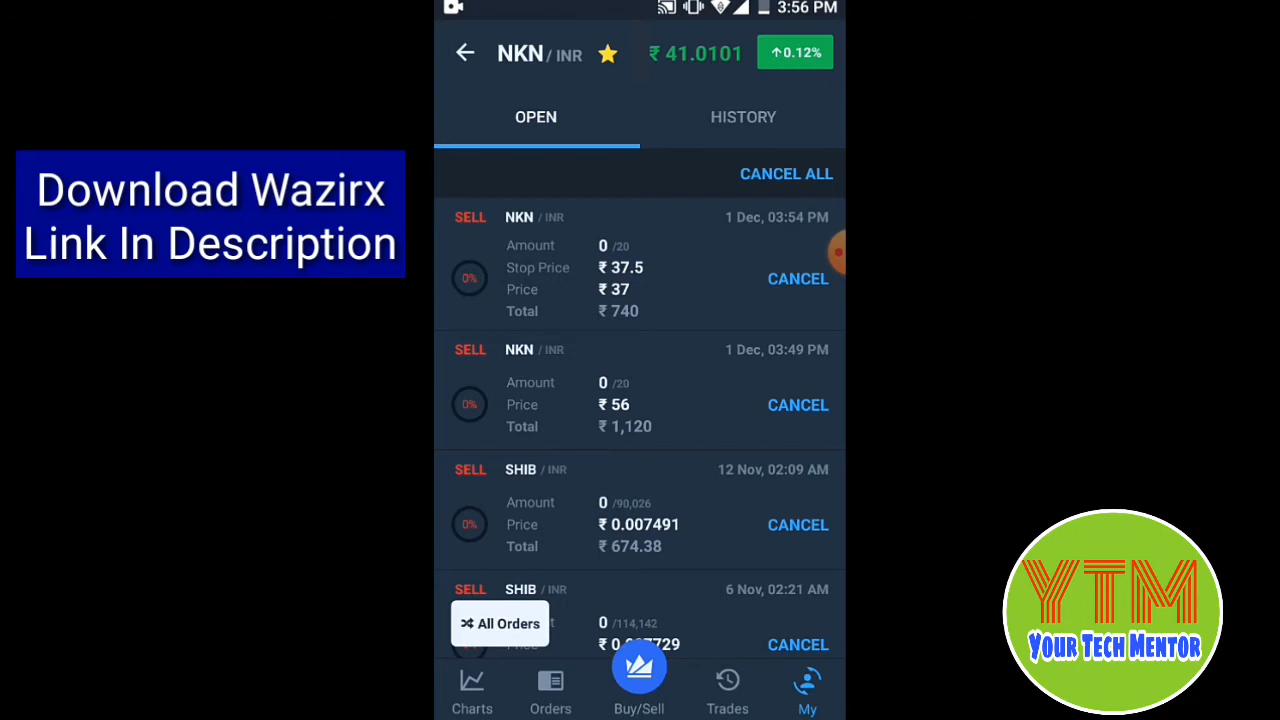 3:56 PM
NKN / INR ₹ 41.0101 ↑0.12%
OPEN HISTORY
CANCEL ALL
SELL NKN / INR 1 Dec, 03:54 PM
Amount 0 /20
Stop Price ₹ 37.5
0% CANCEL
Price ₹ 37
Total ₹ 740
SELL NKN / INR 1 Dec, 03:49 PM
Amount 0 /20
0% Price ₹ 56 CANCEL
Total ₹ 1,120
SELL SHIB / INR 12 Nov, 02:09 AM
Amount 0 /90,026
0% Price ₹ 0.007491 CANCEL
Total ₹ 674.38
SELL SHIB / INR 6 Nov, 02:21 AM
All Orders 0 /114,142
CANCEL
Charts Orders Buy/Sell Trades My
Download Wazirx
Link In Description
YTM
YOUR TECH MENTOR